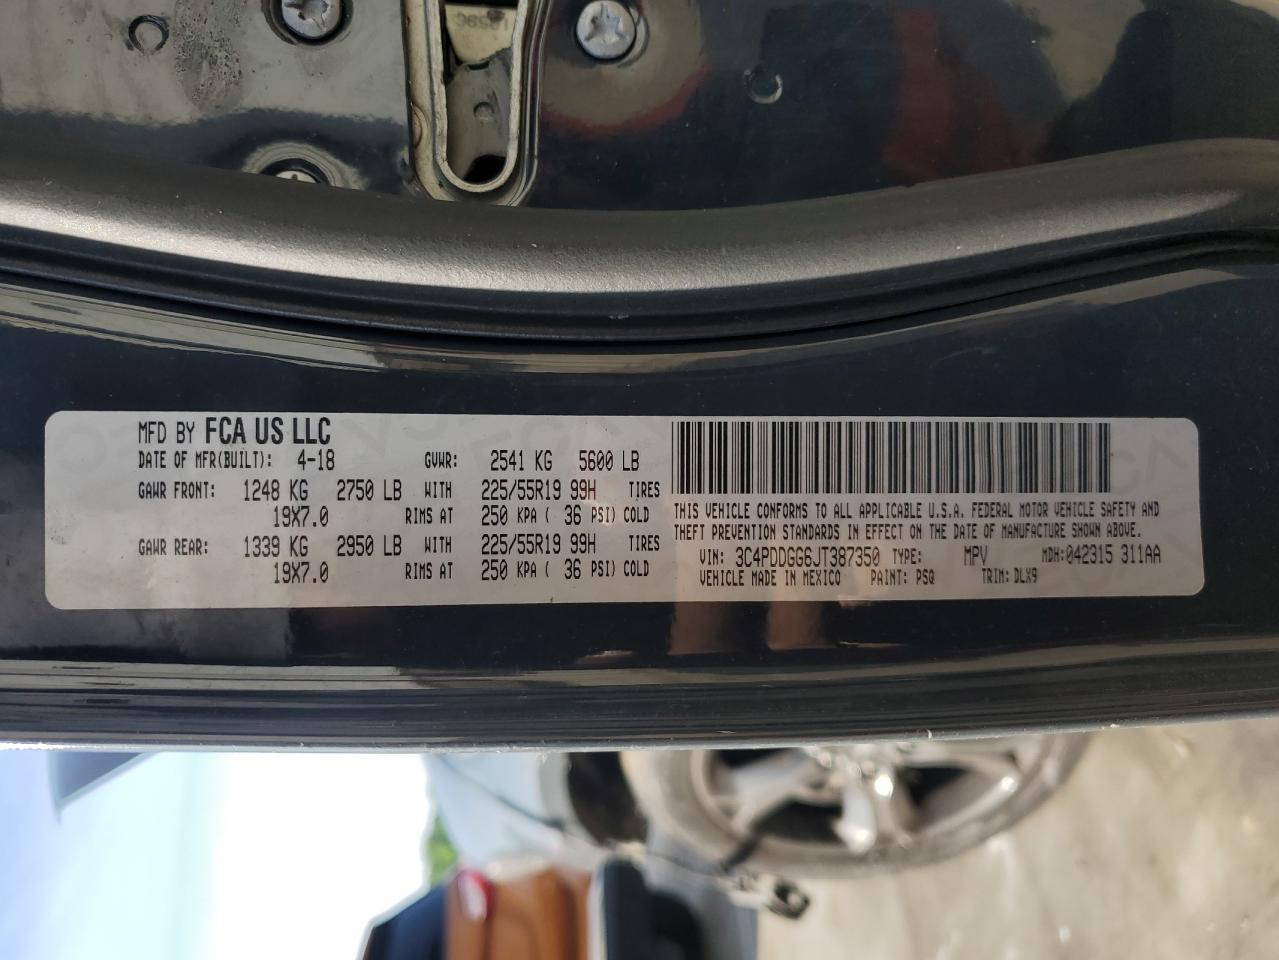 MFD BY FCA US LLC
DATE OF MFR(BUILT): 4-18 GVWR: 2541 KG 5600 LB
GAWR FRONT: 1248 KG 2750 LB WITH 225/55R19 99H TIRES
19X7.0 RIMS AT 250 KPA ( 36 PSI) COLD
GAWR REAR: 1339 KG 2950 LB WITH 225/55R19 99H TIRES
19X7.0 RIMS AT 250 KPA ( 36 PSI) COLD
THIS VEHICLE CONFORMS TO ALL APPLICABLE U.S.A. FEDERAL MOTOR VEHICLE SAFETY AND
THEFT PREVENTION STANDARDS IN EFFECT ON THE DATE OF MANUFACTURE SHOWN ABOVE.
VIN: 3C4PDDGG6JT387350 TYPE: MPV MDH: 042315 311AA
VEHICLE MADE IN MEXICO PAINT: PSQ TRIM: DLX9